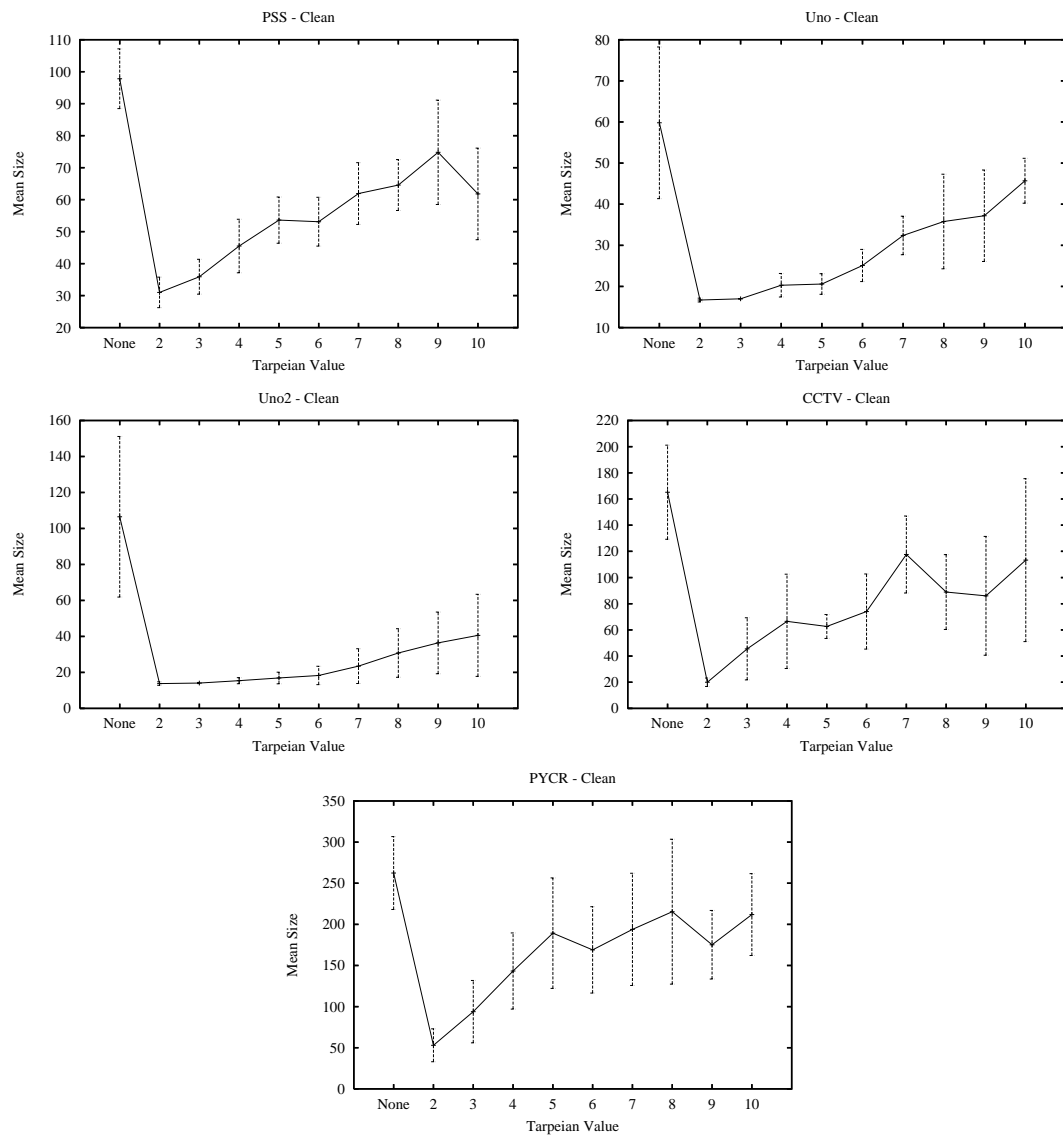 PSS - Clean
110
100
90
80
70
60
50
40
30
20
Mean Size
None 2 3 4 5 6 7 8 9 10
Tarpeian Value
Uno - Clean
80
70
60
50
40
30
20
10
Mean Size
None 2 3 4 5 6 7 8 9 10
Tarpeian Value
Uno2 - Clean
160
140
120
100
80
60
40
20
0
Mean Size
None 2 3 4 5 6 7 8 9 10
Tarpeian Value
CCTV - Clean
220
200
180
160
140
120
100
80
60
40
20
0
Mean Size
None 2 3 4 5 6 7 8 9 10
Tarpeian Value
PYCR - Clean
350
300
250
200
150
100
50
0
Mean Size
None 2 3 4 5 6 7 8 9 10
Tarpeian Value